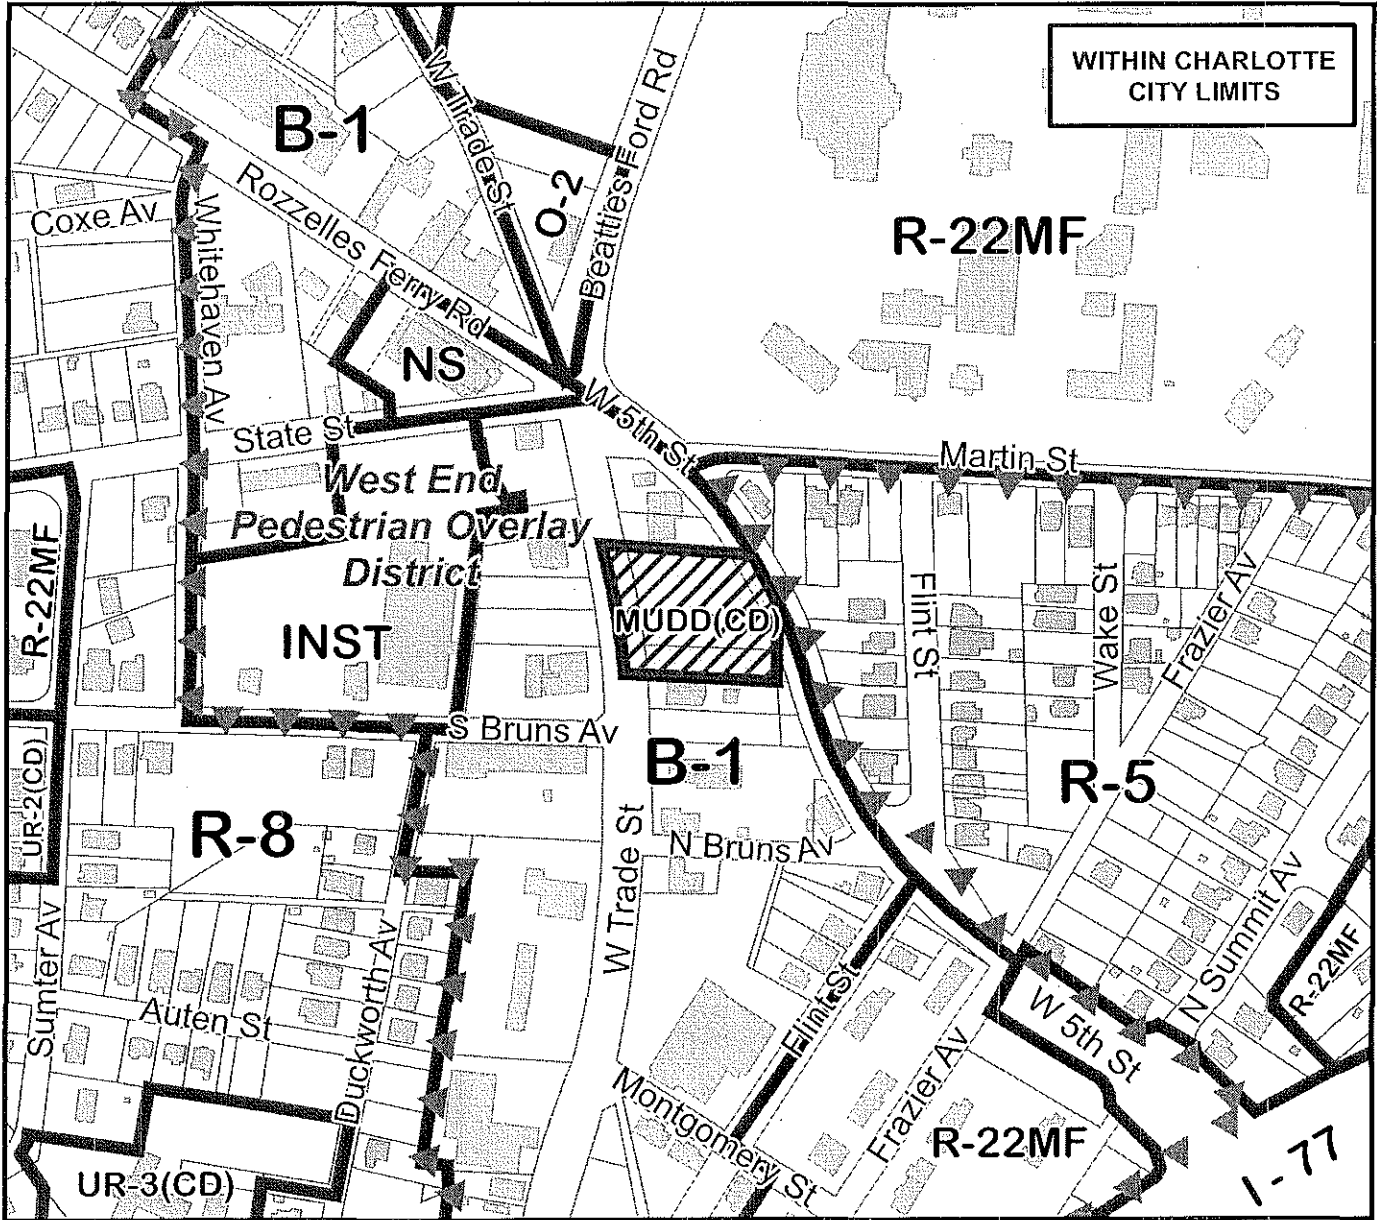 WITHIN CHARLOTTE
CITY LIMITS
B-1
W Trade St
O-2
Beatties Ford Rd
Coxe Av
Whitehaven Av
Rozzelles Ferry Rd
R-22MF
NS
State St
W 5th St
Martin St
West End
Pedestrian Overlay
District
R-22MF
INST
MUDD(CD)
Flint St
Wake St
Frazier Av
S Bruns Av
B-1
R-5
UR-2(CD)
R-8
W Trade St
N Bruns Av
N Summit Av
R-22MF
Sumter Av
Auten St
Duckworth Av
Flint St
W 5th St
Frazier Av
Montgomery St
R-22MF
I - 77
UR-3(CD)